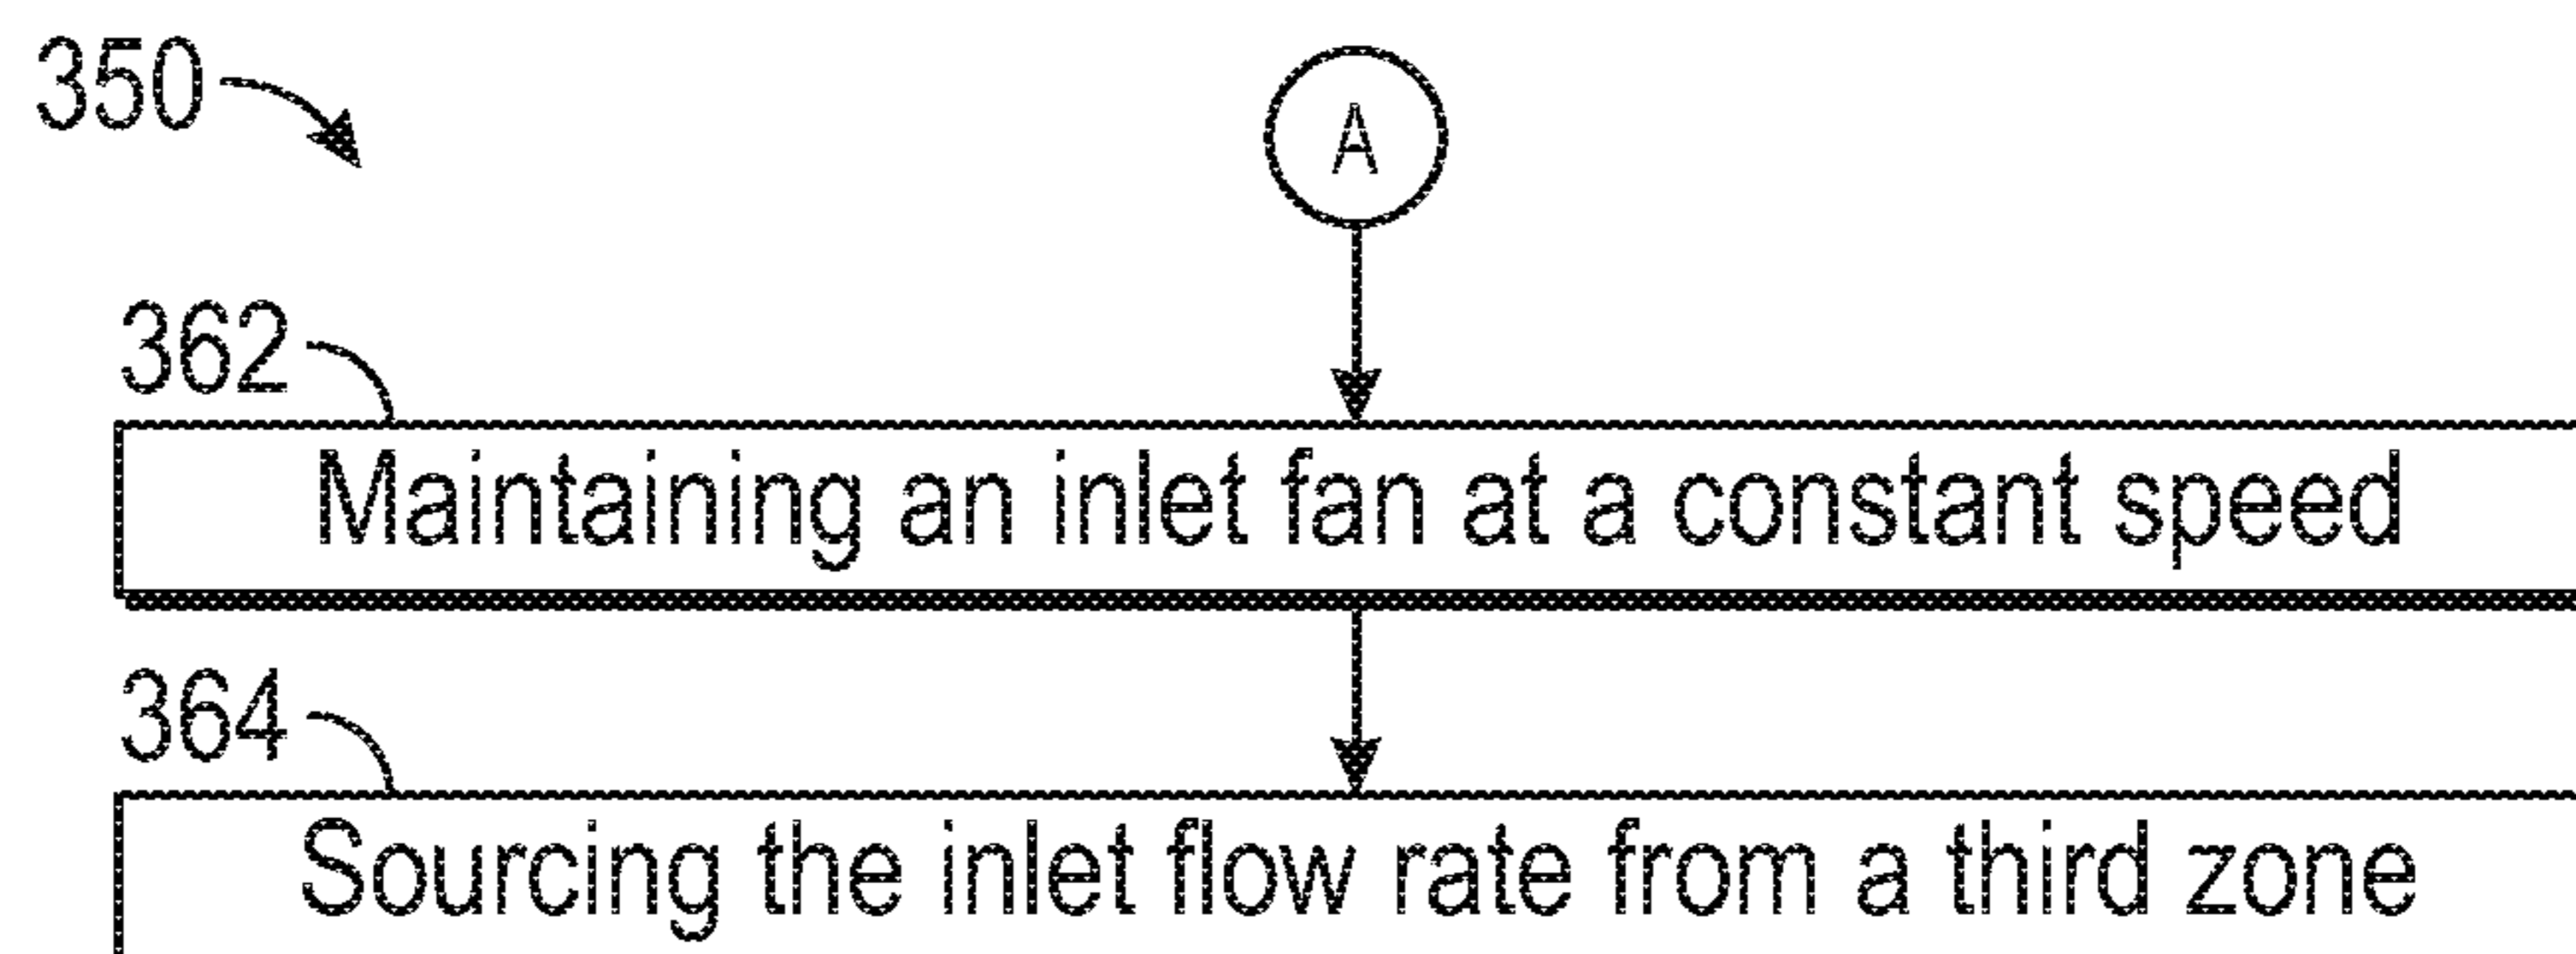 350
A
362
Maintaining an inlet fan at a constant speed
364
Sourcing the inlet flow rate from a third zone